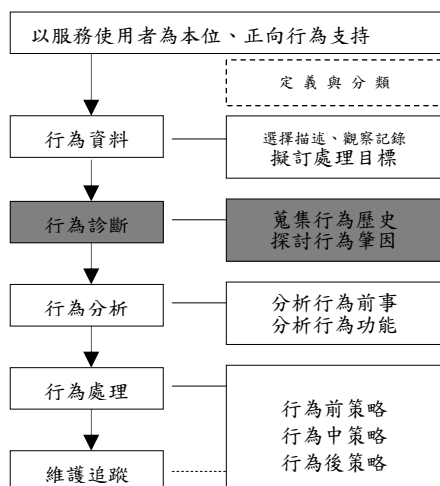 以服務使用者為本位、正向行為支持
定義與分類
行為資料
選擇描述、觀察記錄
擬訂處理目標
行為診斷
蒐集行為歷史
探討行為肇因
行為分析
分析行為前事
分析行為功能
行為處理
行為前策略
行為中策略
行為後策略
維護追蹤